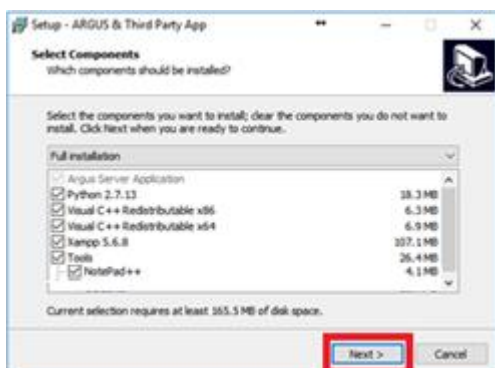 Setup - ARGUS & Third Party App
Select Components
Which components should be installed?
Select the components you want to install; clear the components you do not want to
install. Click Next when you are ready to continue.
Full installation
Argus Server Application
Python 2.7.13 18.3 MB
Visual C++ Redistributable x86 6.3 MB
Visual C++ Redistributable x64 6.9 MB
Xampp 5.6.8 107.1 MB
Tools 26.4 MB
NotePad++ 4.1 MB
Current selection requires at least 165.5 MB of disk space.
Next > Cancel